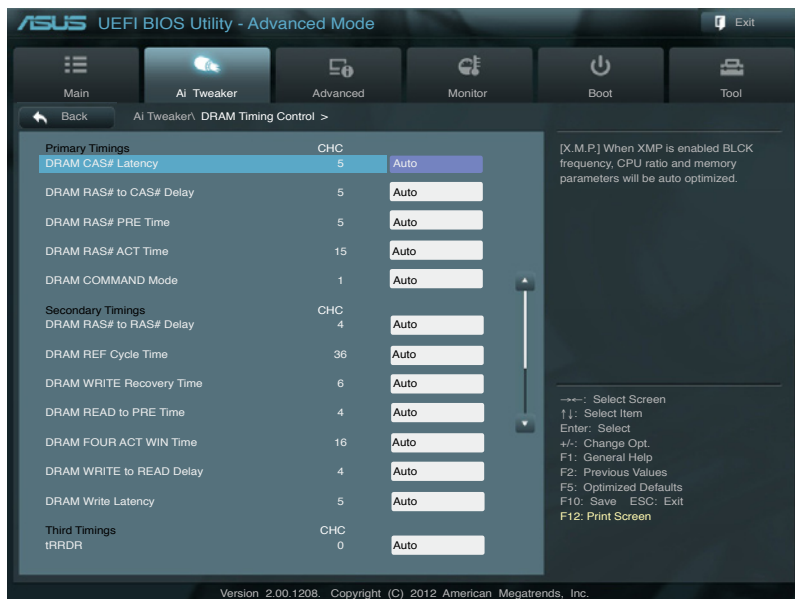 ASUS UEFI BIOS Utility - Advanced Mode
Exit
Main
Ai Tweaker
Advanced
Monitor
Boot
Tool
Back
Ai Tweaker\ DRAM Timing Control >
Primary Timings CHC
DRAM CAS# Latency 5 Auto
DRAM RAS# to CAS# Delay 5 Auto
DRAM RAS# PRE Time 5 Auto
DRAM RAS# ACT Time 15 Auto
DRAM COMMAND Mode 1 Auto
Secondary Timings CHC
DRAM RAS# to RAS# Delay 4 Auto
DRAM REF Cycle Time 36 Auto
DRAM WRITE Recovery Time 6 Auto
DRAM READ to PRE Time 4 Auto
DRAM FOUR ACT WIN Time 16 Auto
DRAM WRITE to READ Delay 4 Auto
DRAM Write Latency 5 Auto
Third Timings CHC
tRRDR 0 Auto
[X.M.P.] When XMP is enabled BLCK
frequency, CPU ratio and memory
parameters will be auto optimized.
→←: Select Screen
↑↓: Select Item
Enter: Select
+/-: Change Opt.
F1: General Help
F2: Previous Values
F5: Optimized Defaults
F10: Save ESC: Exit
F12: Print Screen
Version 2.00.1208. Copyright (C) 2012 American Megatrends, Inc.